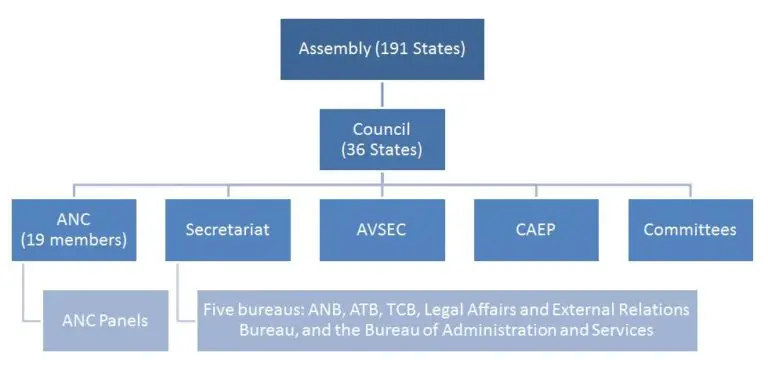 Assembly (191 States)
Council
(36 States)
ANC
(19 members)
Secretariat
AVSEC
CAEP
Committees
ANC Panels
Five bureaus: ANB, ATB, TCB, Legal Affairs and External Relations
Bureau, and the Bureau of Administration and Services